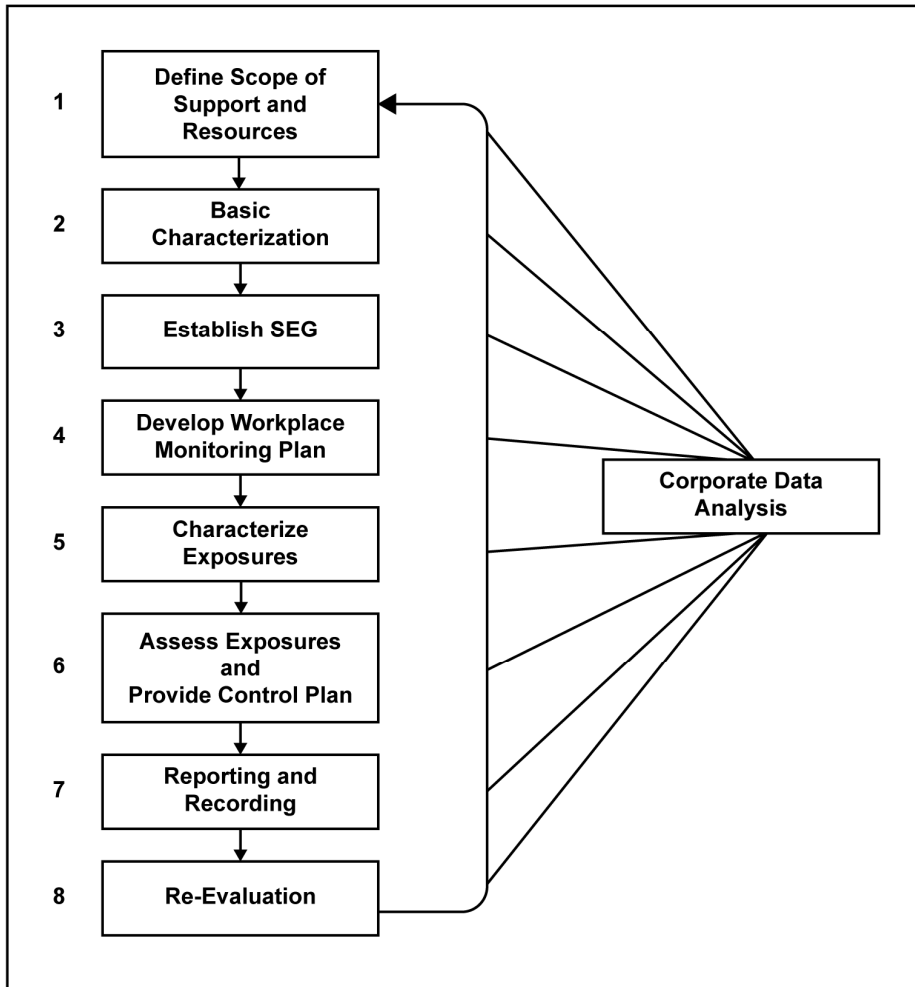 1
Define Scope of
Support and
Resources
2
Basic
Characterization
3
Establish SEG
4
Develop Workplace
Monitoring Plan
5
Characterize
Exposures
6
Assess Exposures
and
Provide Control Plan
7
Reporting and
Recording
8
Re-Evaluation
Corporate Data
Analysis